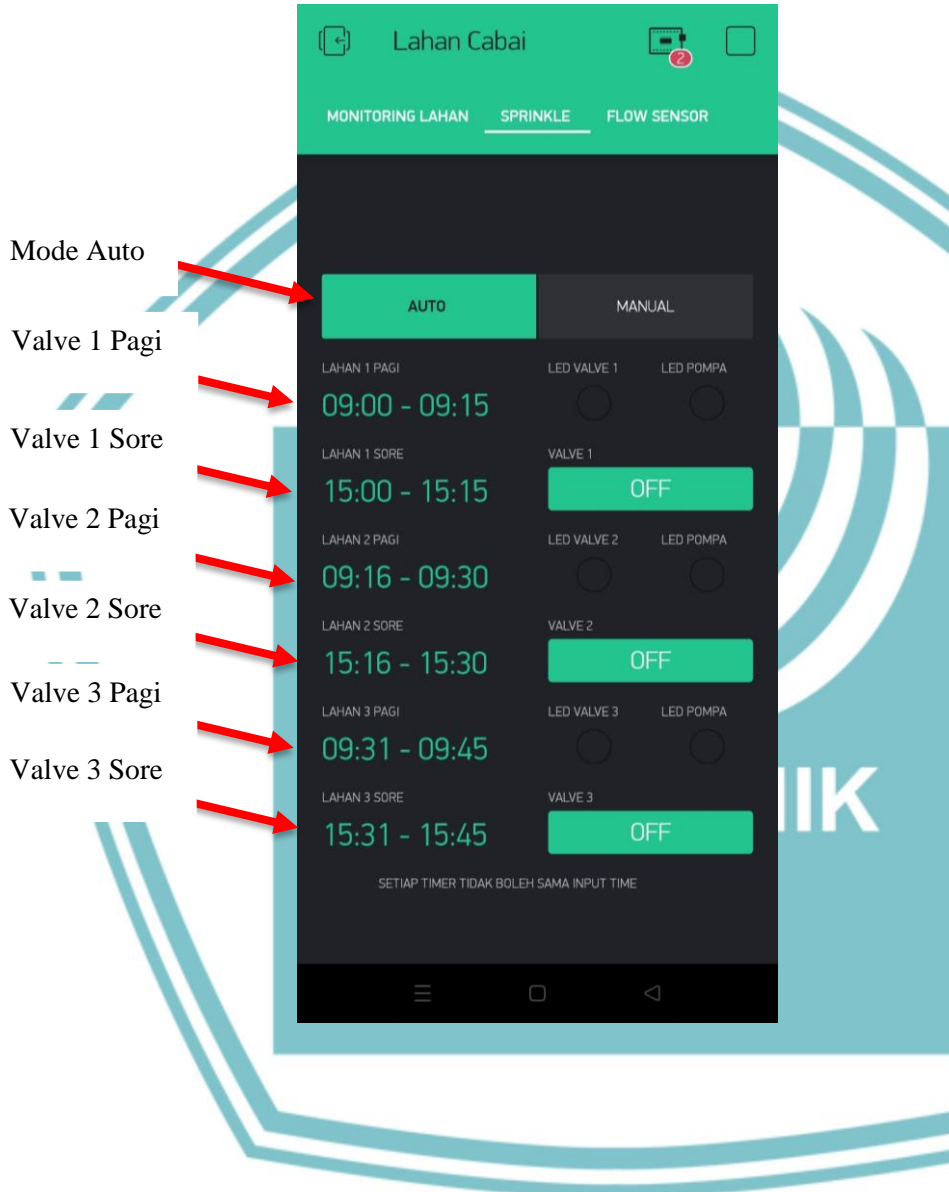 Lahan Cabai
2
MONITORING LAHAN SPRINKLE FLOW SENSOR
Mode Auto
AUTO MANUAL
Valve 1 Pagi
LAHAN 1 PAGI LED VALVE 1 LED POMPA
09:00 - 09:15
Valve 1 Sore
LAHAN 1 SORE VALVE 1
15:00 - 15:15 OFF
Valve 2 Pagi
LAHAN 2 PAGI LED VALVE 2 LED POMPA
09:16 - 09:30
Valve 2 Sore
LAHAN 2 SORE VALVE 2
15:16 - 15:30 OFF
Valve 3 Pagi
LAHAN 3 PAGI LED VALVE 3 LED POMPA
09:31 - 09:45
Valve 3 Sore
LAHAN 3 SORE VALVE 3
15:31 - 15:45 OFF
SETIAP TIMER TIDAK BOLEH SAMA INPUT TIME